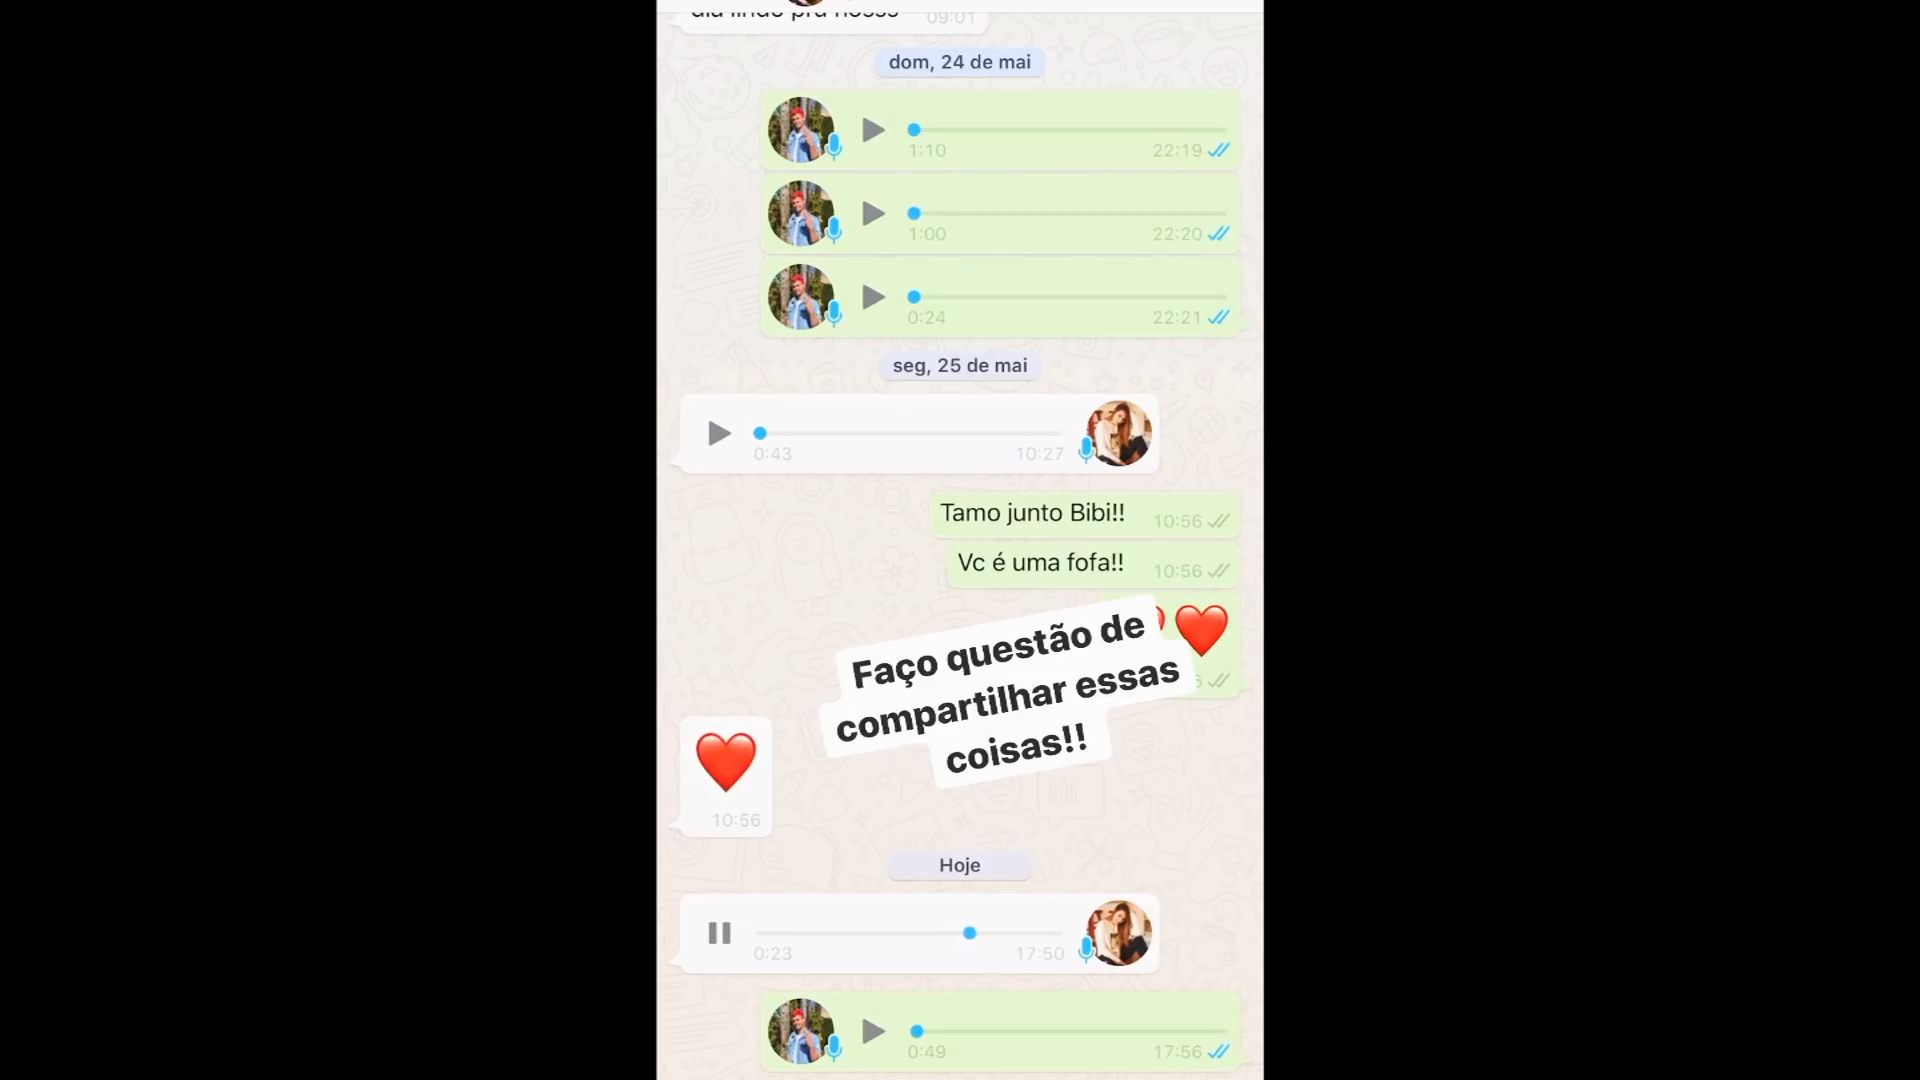 09:01
dom, 24 de mai
1:10 22:19
1:00 22:20
0:24 22:21
seg, 25 de mai
0:43 10:27
Tamo junto Bibi!! 10:56
Vc é uma fofa!! 10:56
Faço questão de
compartilhar essas
coisas!!
10:56
Hoje
0:23 17:50
0:49 17:56